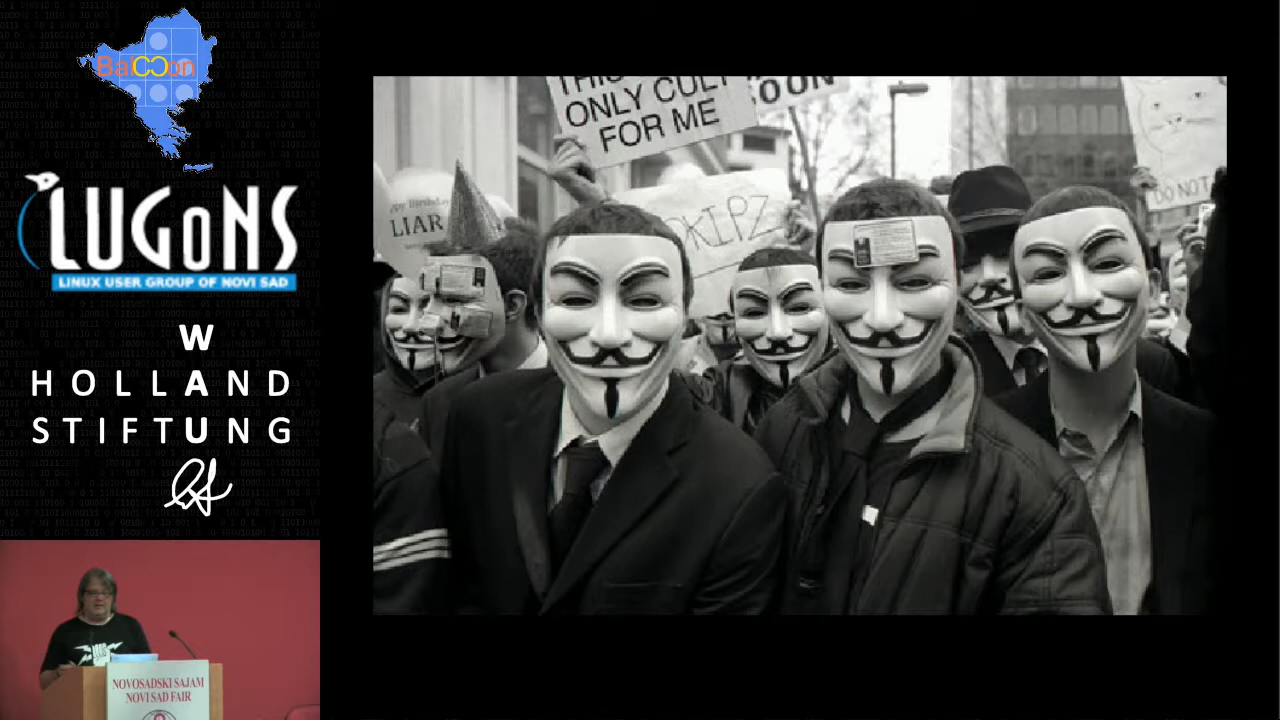 BalCCon
LUGoNS
LINUX USER GROUP OF NOVI SAD
W
HOLLAND
STIFTUNG
NOVOSADSKI SAJAM
NOVI SAD FAIR
ONLY CULT
FOR ME
LIAR
DO NOT